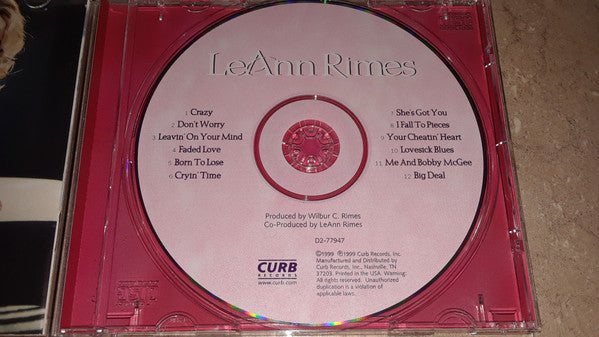 LeAnn Rimes
1 Crazy
2 Don't Worry
3 Leavin' On Your Mind
4 Faded Love
5 Born To Lose
6 Cryin' Time
7 She's Got You
8 I Fall To Pieces
9 Your Cheatin' Heart
10 Lovesick Blues
11 Me And Bobby McGee
12 Big Deal
Produced by Wilbur C. Rimes
Co-Produced by LeAnn Rimes
D2-77947
CURB
RECORDS
www.curb.com
©1999 ℗1999 Curb Records, Inc.
Manufactured and Distributed by
Curb Records, Inc., Nashville, TN
37203. Printed in the USA. Warning:
All rights reserved. Unauthorized
duplication is a violation of
applicable laws.